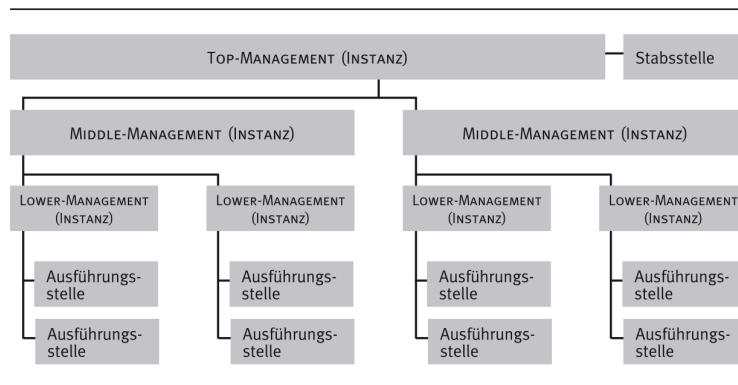 TOP-MANAGEMENT (INSTANZ)
Stabsstelle
MIDDLE-MANAGEMENT (INSTANZ)
MIDDLE-MANAGEMENT (INSTANZ)
LOWER-MANAGEMENT
(INSTANZ)
LOWER-MANAGEMENT
(INSTANZ)
LOWER-MANAGEMENT
(INSTANZ)
LOWER-MANAGEMENT
(INSTANZ)
Ausführungs-
stelle
Ausführungs-
stelle
Ausführungs-
stelle
Ausführungs-
stelle
Ausführungs-
stelle
Ausführungs-
stelle
Ausführungs-
stelle
Ausführungs-
stelle